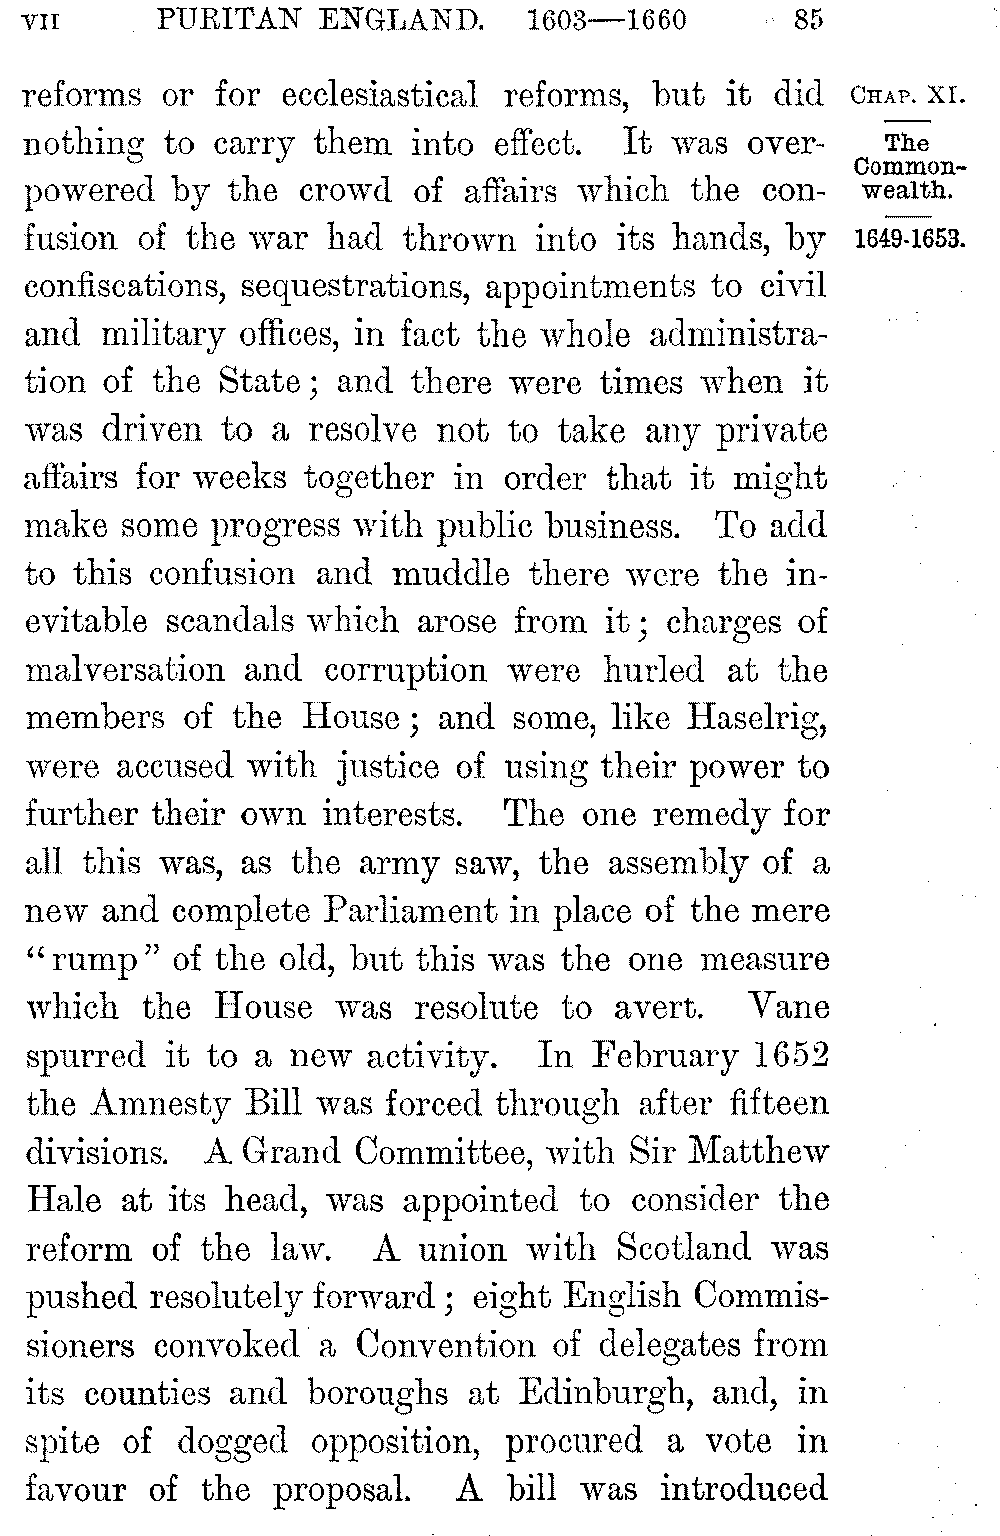 VII PURITAN ENGLAND. 1603—1660 85
reforms or for ecclesiastical reforms, but it did
nothing to carry them into effect. It was over-
powered by the crowd of affairs which the con-
fusion of the war had thrown into its hands, by
confiscations, sequestrations, appointments to civil
and military offices, in fact the whole administra-
tion of the State; and there were times when it
was driven to a resolve not to take any private
affairs for weeks together in order that it might
make some progress with public business. To add
to this confusion and muddle there were the in-
evitable scandals which arose from it; charges of
malversation and corruption were hurled at the
members of the House; and some, like Haselrig,
were accused with justice of using their power to
further their own interests. The one remedy for
all this was, as the army saw, the assembly of a
new and complete Parliament in place of the mere
“rump” of the old, but this was the one measure
which the House was resolute to avert. Vane
spurred it to a new activity. In February 1652
the Amnesty Bill was forced through after fifteen
divisions. A Grand Committee, with Sir Matthew
Hale at its head, was appointed to consider the
reform of the law. A union with Scotland was
pushed resolutely forward; eight English Commis-
sioners convoked a Convention of delegates from
its counties and boroughs at Edinburgh, and, in
spite of dogged opposition, procured a vote in
favour of the proposal. A bill was introduced
CHAP. XI.
The
Common-
wealth.
1649-1653.